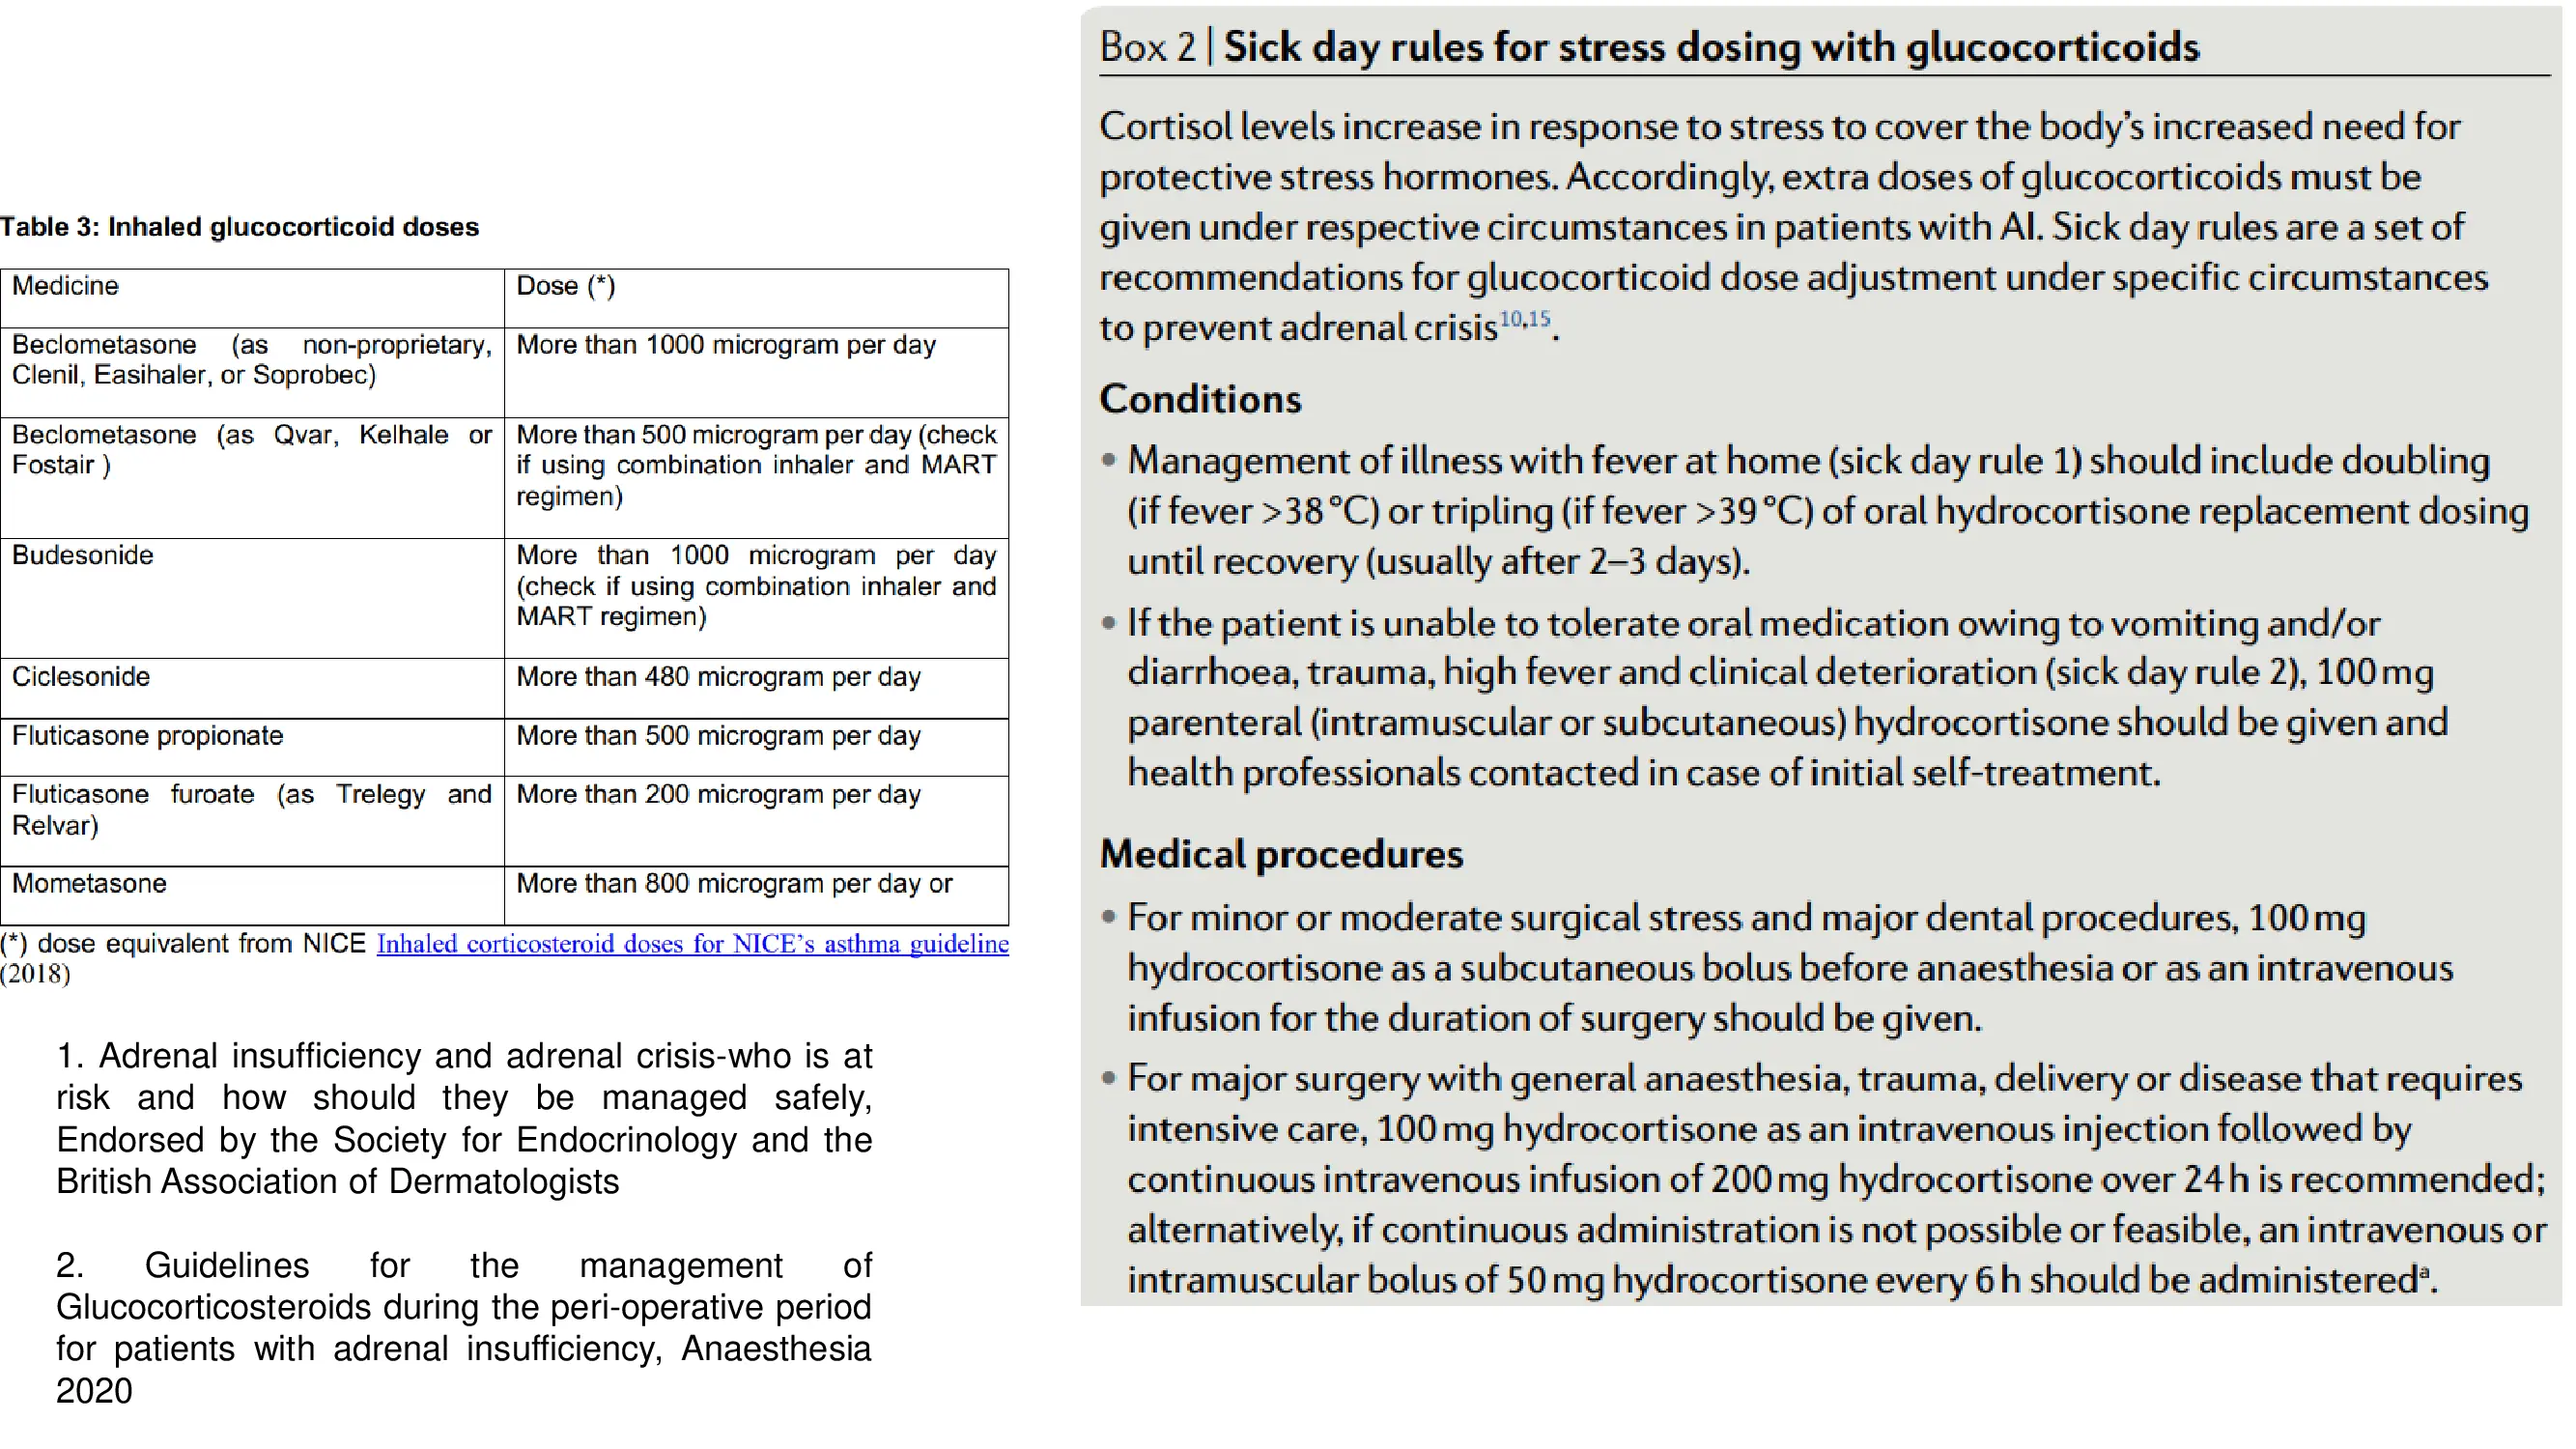 Table 3: Inhaled glucocorticoid doses
Medicine
Dose (*)
Beclometasone (as non-proprietary,
Clenil, Easihaler, or Soprobec)
More than 1000 microgram per day
Beclometasone (as Qvar, Kelhale or
Fostair )
More than 500 microgram per day (check
if using combination inhaler and MART
regimen)
Budesonide
More than 1000 microgram per day
(check if using combination inhaler and
MART regimen)
Ciclesonide
More than 480 microgram per day
Fluticasone propionate
More than 500 microgram per day
Fluticasone furoate (as Trelegy and
Relvar)
More than 200 microgram per day
Mometasone
More than 800 microgram per day or
(*) dose equivalent from NICE Inhaled corticosteroid doses for NICE's asthma guideline
(2018)
1. Adrenal insufficiency and adrenal crisis-who is at
risk and how should they be managed safely,
Endorsed by the Society for Endocrinology and the
British Association of Dermatologists
2. Guidelines for the management of
Glucocorticosteroids during the peri-operative period
for patients with adrenal insufficiency, Anaesthesia
2020
Box 2 | Sick day rules for stress dosing with glucocorticoids
Cortisol levels increase in response to stress to cover the body's increased need for
protective stress hormones. Accordingly, extra doses of glucocorticoids must be
given under respective circumstances in patients with AI. Sick day rules are a set of
recommendations for glucocorticoid dose adjustment under specific circumstances
to prevent adrenal crisis10,15.
Conditions
• Management of illness with fever at home (sick day rule 1) should include doubling
(if fever >38 °C) or tripling (if fever >39 °C) of oral hydrocortisone replacement dosing
until recovery (usually after 2–3 days).
• If the patient is unable to tolerate oral medication owing to vomiting and/or
diarrhoea, trauma, high fever and clinical deterioration (sick day rule 2), 100 mg
parenteral (intramuscular or subcutaneous) hydrocortisone should be given and
health professionals contacted in case of initial self-treatment.
Medical procedures
• For minor or moderate surgical stress and major dental procedures, 100 mg
hydrocortisone as a subcutaneous bolus before anaesthesia or as an intravenous
infusion for the duration of surgery should be given.
• For major surgery with general anaesthesia, trauma, delivery or disease that requires
intensive care, 100 mg hydrocortisone as an intravenous injection followed by
continuous intravenous infusion of 200 mg hydrocortisone over 24 h is recommended;
alternatively, if continuous administration is not possible or feasible, an intravenous or
intramuscular bolus of 50 mg hydrocortisone every 6 h should be administeredª.